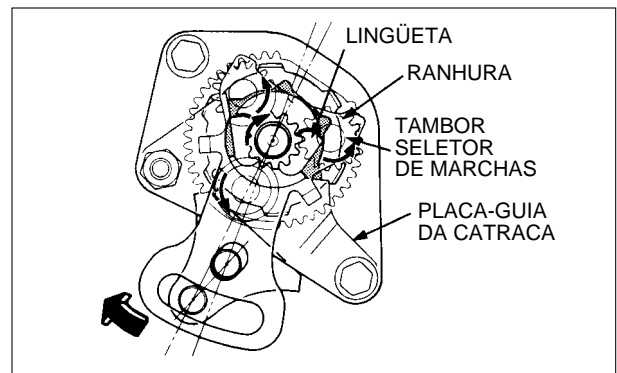 LINGÜETA
RANHURA
TAMBOR
SELETOR
DE MARCHAS
PLACA-GUIA
DA CATRACA